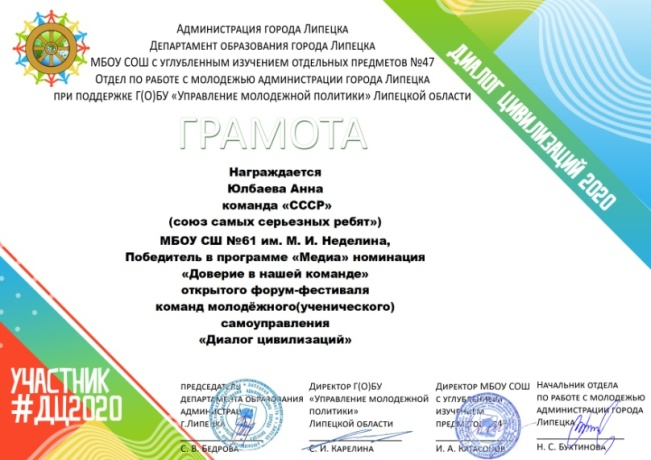 Администрация города Липецка
Департамент образования города Липецка
МБОУ СОШ с углубленным изучением отдельных предметов №47
Отдел по работе с молодежью администрации города Липецка
при поддержке Г(О)БУ «Управление молодежной политики» Липецкой области
ДИАЛОГ ЦИВИЛИЗАЦИЙ 2020
ГРАМОТА
Награждается
Юлбаева Анна
команда «СССР»
(союз самых серьезных ребят»)
МБОУ СШ №61 им. М. И. Неделина,
Победитель в программе «Медиа» номинация
«Доверие в нашей команде»
открытого форум-фестиваля
команд молодёжного(ученического)
самоуправления
«Диалог цивилизаций»
УЧАСТНИК
#ДЦ2020
ПРЕДСЕДАТЕЛЬ
ДЕПАРТАМЕНТА ОБРАЗОВАНИЯ
АДМИНИСТРАЦИИ
Г.ЛИПЕЦКА
С. В. БЕДРОВА
ДИРЕКТОР Г(О)БУ
«УПРАВЛЕНИЕ МОЛОДЕЖНОЙ
ПОЛИТИКИ»
ЛИПЕЦКОЙ ОБЛАСТИ
С. И. КАРЕЛИНА
ДИРЕКТОР МБОУ СОШ
С УГЛУБЛЕННЫМ
ИЗУЧЕНИЕМ
ПРЕДМЕТОВ
И. А. КАТАСОНОВ
НАЧАЛЬНИК ОТДЕЛА
ПО РАБОТЕ С МОЛОДЕЖЬЮ
АДМИНИСТРАЦИИ ГОРОДА
ЛИПЕЦКА
Н. С. БУКТИНОВА